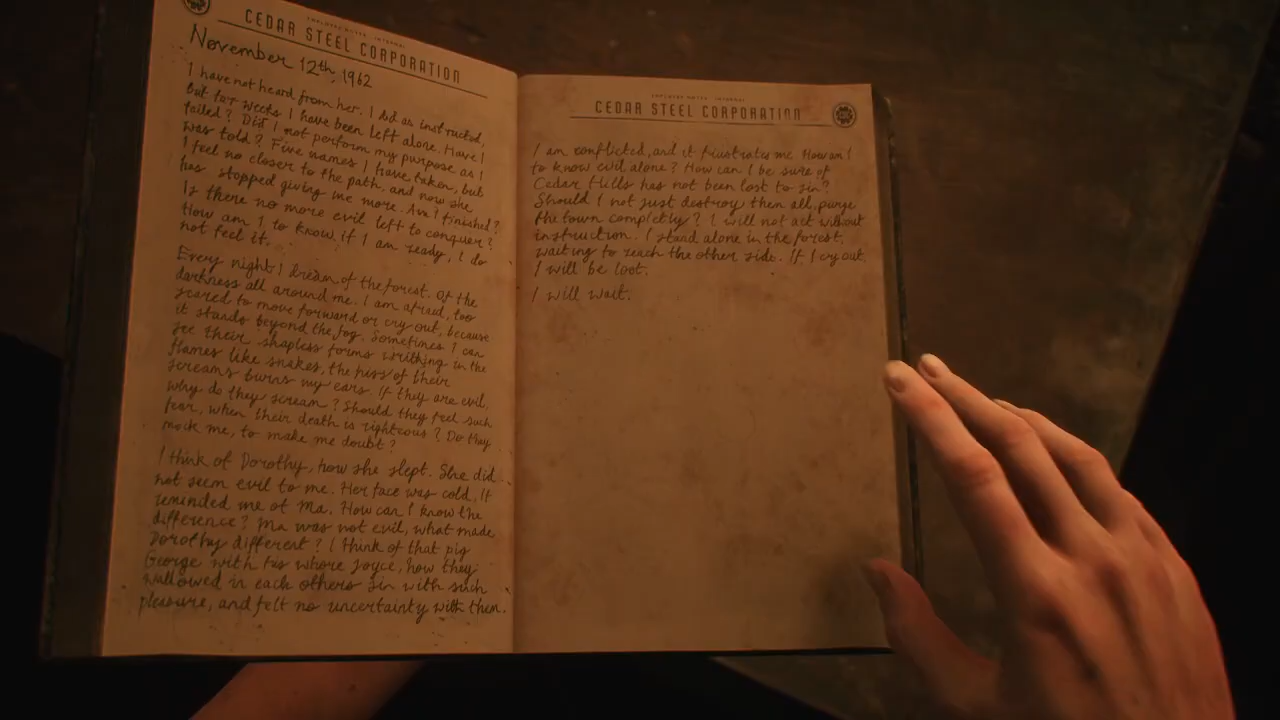 EMPLOYEE NOTES - INTERNAL
CEDAR STEEL CORPORATION
November 12th, 1962
I have not heard from her. I did as instructed,
but for weeks I have been left alone. Have I
failed? Did I not perform my purpose as I
was told? Five names I have taken, but
I feel no closer to the path, and now she
has stopped giving me more. Am I finished?
Is there no more evil left to conquer?
How am I to know if I am ready, I do
not feel it.
Every night I dream of the forest. Of the
darkness all around me. I am afraid, too
scared to move forward or cry out, because
it stands beyond the fog. Sometimes I can
see their shapless forms writhing in the
flames like snakes, the hiss of their
screams burns my ears. If they are evil,
why do they scream? Should they feel such
fear, when their death is righteous? Do they
mock me, to make me doubt?
I think of Dorothy, how she slept. She did
not seem evil to me. Her face was cold. It
reminded me of Ma. How can I know the
difference? Ma was not evil, what made
Dorothy different? I think of that pig
George with his whore Joyce, how they
wallowed in each others sin with such
pleasure, and felt no uncertainty with them.
EMPLOYEE NOTES - INTERNAL
CEDAR STEEL CORPORATION
I am conflicted, and it frustrates me. How am I
to know evil alone? How can I be sure of
Cedar Hills has not been lost to sin?
Should I not just destroy them all, purge
the town completly? I will not act without
instruction. I stand alone in the forest,
waiting to reach the other side. If I cry out,
I will be lost.
I will wait.